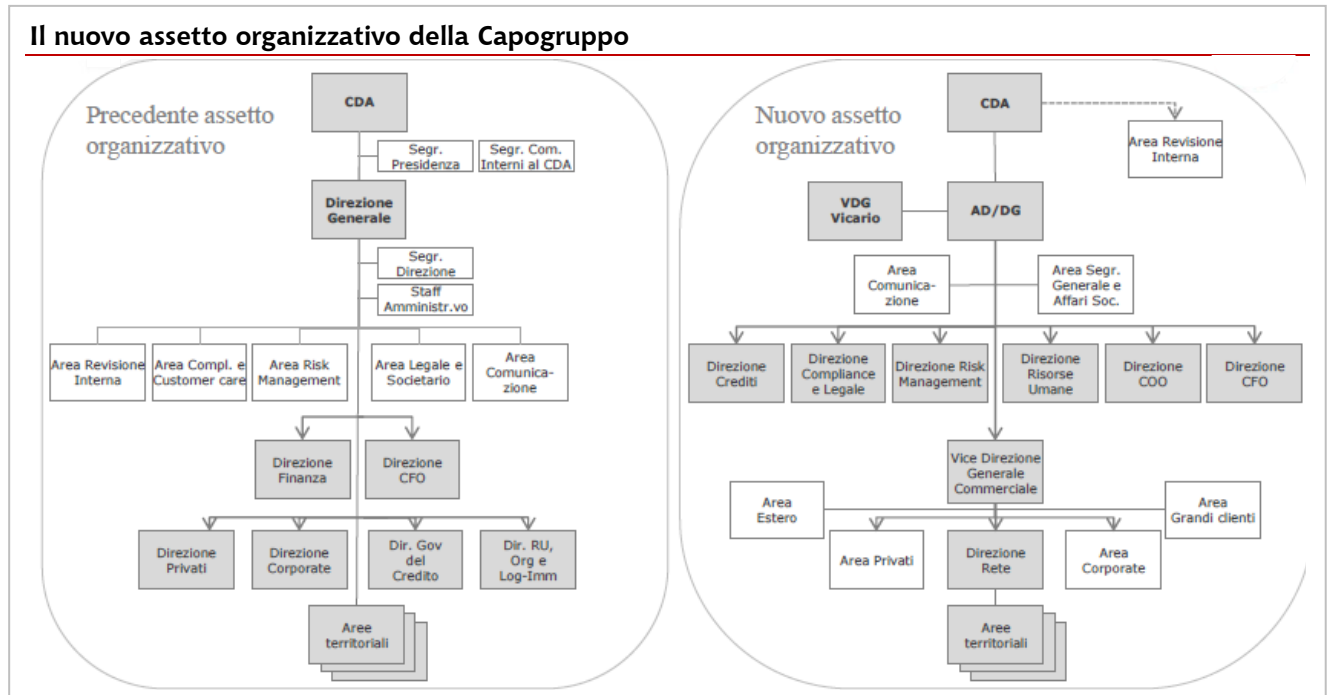 Il nuovo assetto organizzativo della Capogruppo
Precedente assetto
organizzativo
CDA
Segr.
Presidenza
Segr. Com.
Interni al CDA
Direzione
Generale
Segr.
Direzione
Staff
Amministr.vo
Area Revisione
Interna
Area Compl. e
Customer care
Area Risk
Management
Area Legale e
Societario
Area
Comunica-
zione
Direzione
Finanza
Direzione
CFO
Direzione
Privati
Direzione
Corporate
Dir. Gov
del
Credito
Dir. RU,
Org e
Log-Imm
Aree
territoriali
Nuovo assetto
organizzativo
CDA
Area Revisione
Interna
VDG
Vicario
AD/DG
Area
Comunica-
zione
Area Segr.
Generale e
Affari Soc.
Direzione
Crediti
Direzione
Compliance
e Legale
Direzione Risk
Management
Direzione
Risorse
Umane
Direzione
COO
Direzione
CFO
Vice Direzione
Generale
Commerciale
Area
Estero
Area
Grandi clienti
Area Privati
Direzione
Rete
Area
Corporate
Aree
territoriali